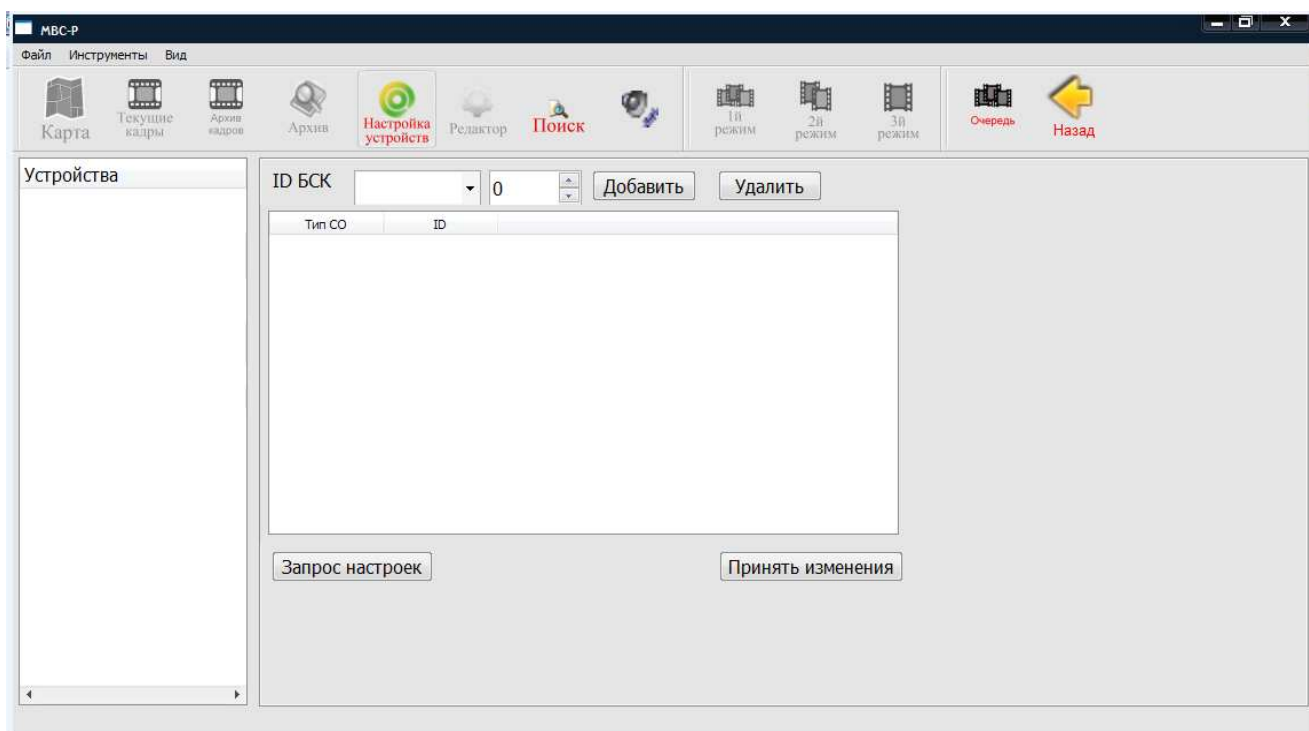 МВС-Р
Файл Инструменты Вид
Карта
Текущие
кадры
Архив
кадров
Архив
Настройка
устройств
Редактор
Поиск
1й
режим
2й
режим
3й
режим
Очередь
Назад
Устройства
ID БСК 0 Добавить Удалить
Тип СО ID
Запрос настроек Принять изменения